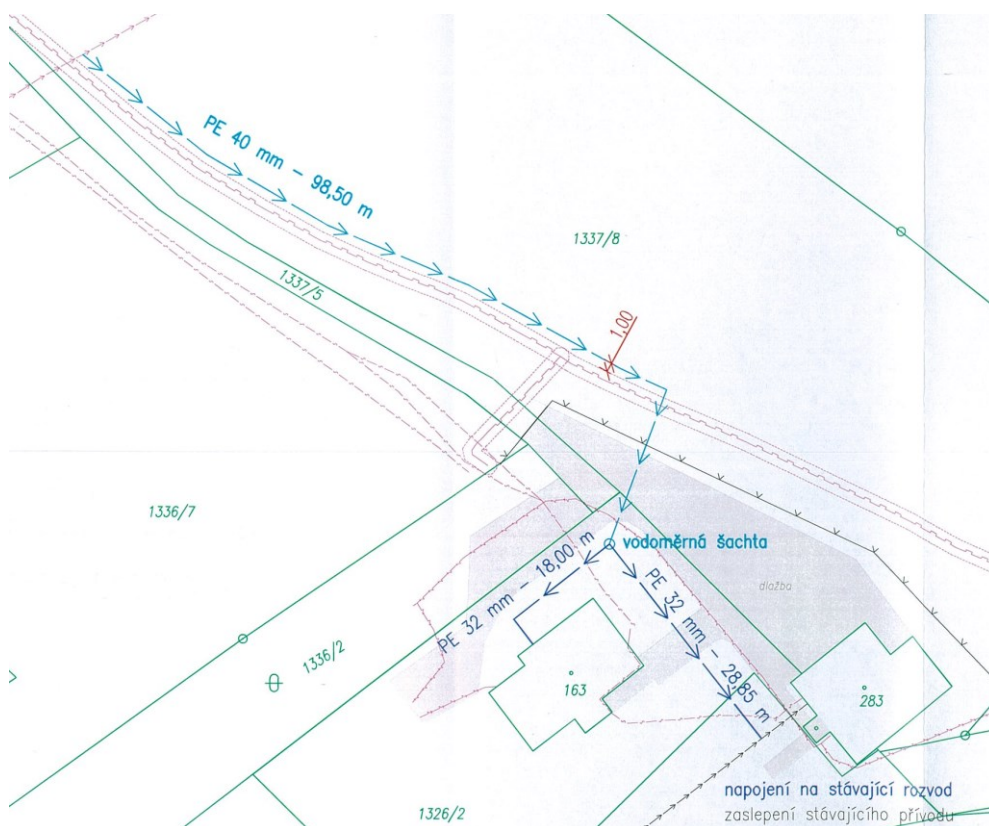 PE 40 mm - 98,50 m
1337/8
1337/5
1,00
1336/7
vodoměrná šachta
PE 32 mm - 18,00 m
PE 32 mm - 28,85 m
dlažba
1336/2
163
283
napojení na stávající rozvod
zaslepení stávajícího přívodu
1326/2